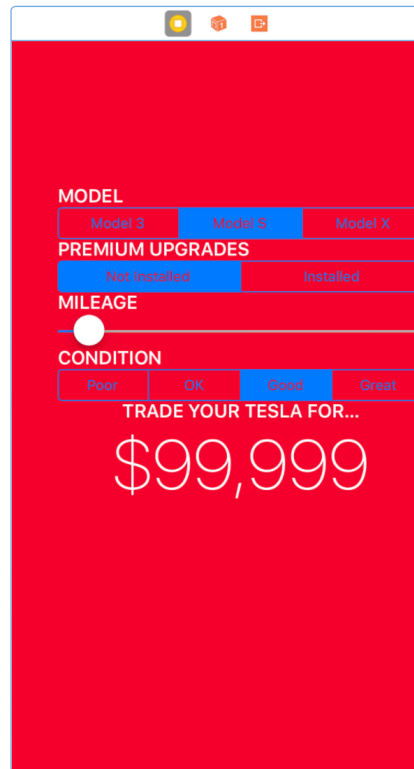 MODEL
Model 3 Model S Model X
PREMIUM UPGRADES
Not Installed Installed
MILEAGE
CONDITION
Poor OK Good Great
TRADE YOUR TESLA FOR...
$99,999